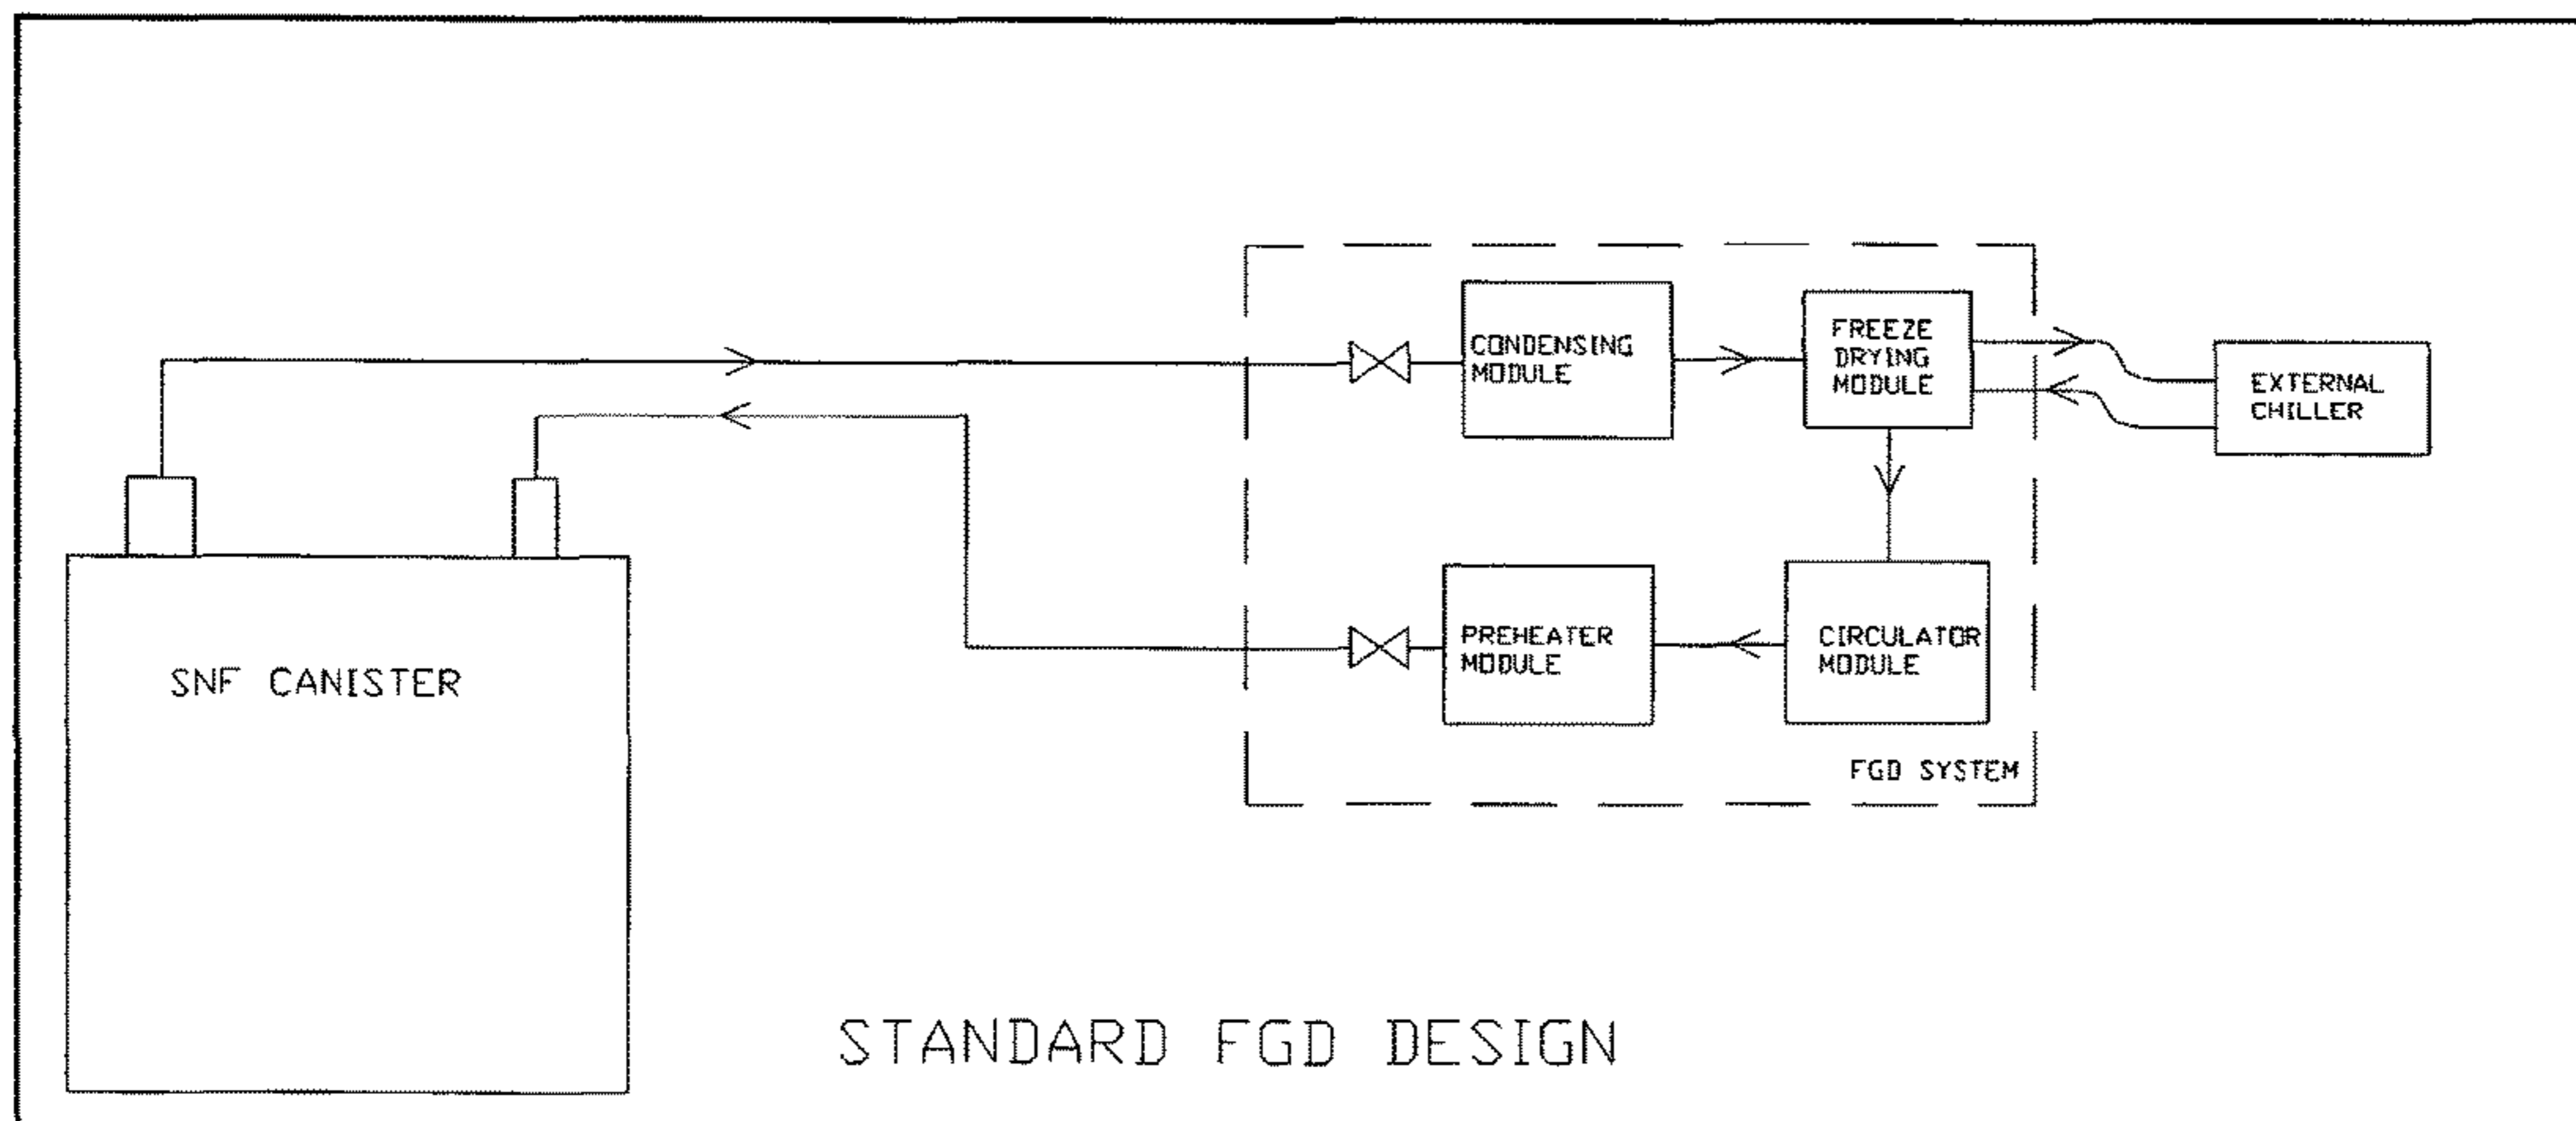 CONDENSING
MODULE
FREEZE
DRYING
MODULE
EXTERNAL
CHILLER
SNF CANISTER
PREHEATER
MODULE
CIRCULATOR
MODULE
FGD SYSTEM
STANDARD FGD DESIGN